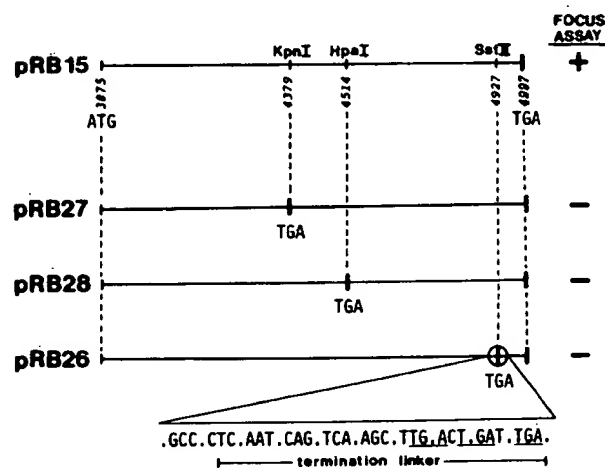 FOCUS
ASSAY
KpnI HpaI SstII
pRB15 +
3875 4379 4514 4927 4997
ATG TGA
pRB27 −
TGA
pRB28 −
TGA
pRB26 −
TGA
.GCC.CTC.AAT.CAG.TCA.AGC.TTG.ACT.GAT.TGA.
termination linker